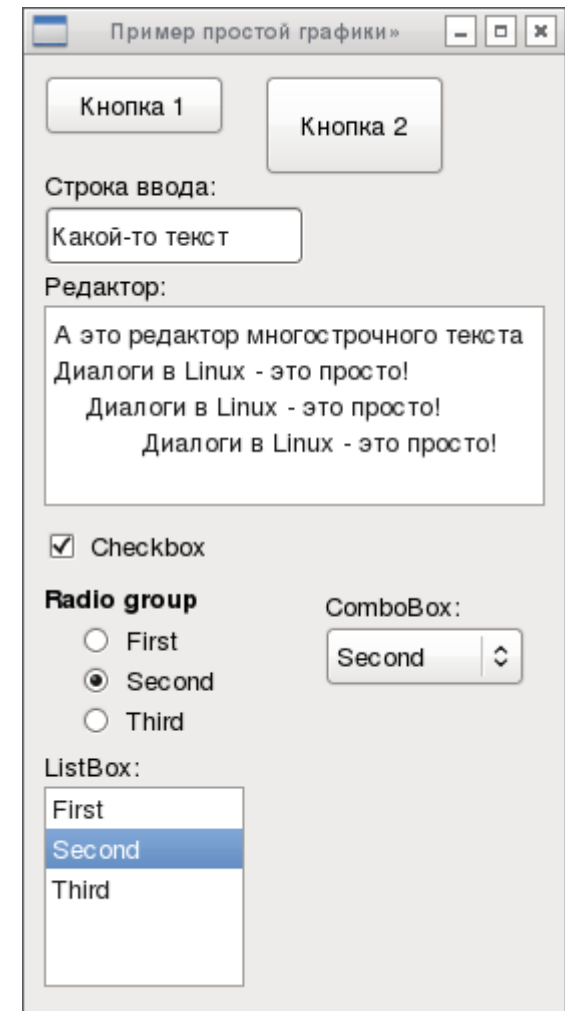 Пример простой графики»
Кнопка 1
Кнопка 2
Строка ввода:
Какой-то текст
Редактор:
А это редактор многострочного текста
Диалоги в Linux - это просто!
Диалоги в Linux - это просто!
Диалоги в Linux - это просто!
Checkbox
Radio group
First
Second
Third
ComboBox:
Second
ListBox:
First
Second
Third